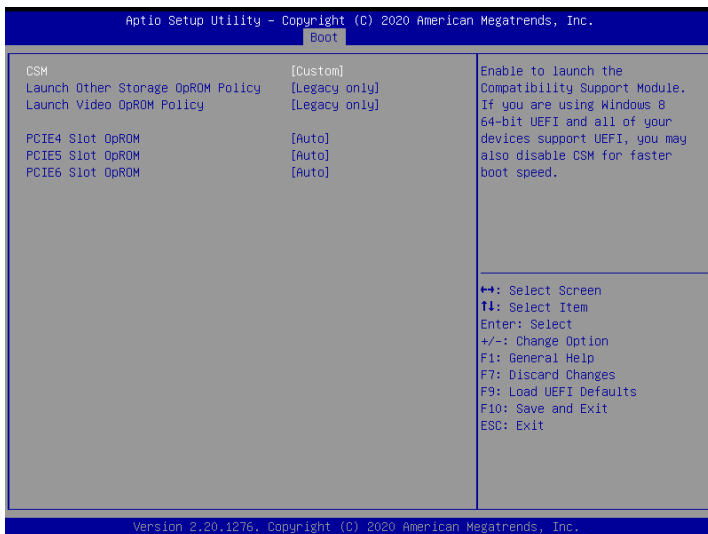 Aptio Setup Utility – Copyright (C) 2020 American Megatrends, Inc.
Boot
CSM [Custom]
Launch Other Storage OpROM Policy [Legacy only]
Launch Video OpROM Policy [Legacy only]
PCIE4 Slot OpROM [Auto]
PCIE5 Slot OpROM [Auto]
PCIE6 Slot OpROM [Auto]
Enable to launch the
Compatibility Support Module.
If you are using Windows 8
64-bit UEFI and all of your
devices support UEFI, you may
also disable CSM for faster
boot speed.
↔: Select Screen
↑↓: Select Item
Enter: Select
+/-: Change Option
F1: General Help
F7: Discard Changes
F9: Load UEFI Defaults
F10: Save and Exit
ESC: Exit
Version 2.20.1276. Copyright (C) 2020 American Megatrends, Inc.